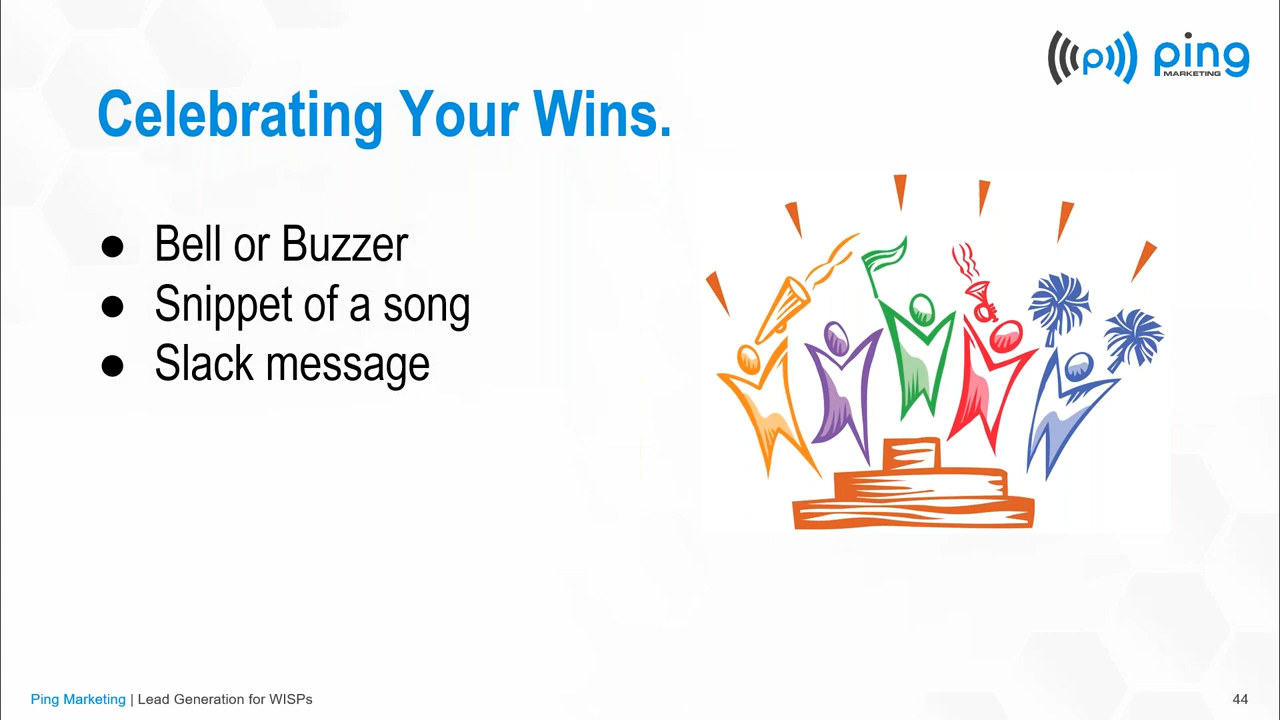 (p) ping
MARKETING
Celebrating Your Wins.
● Bell or Buzzer
● Snippet of a song
● Slack message
Ping Marketing | Lead Generation for WISPs
44